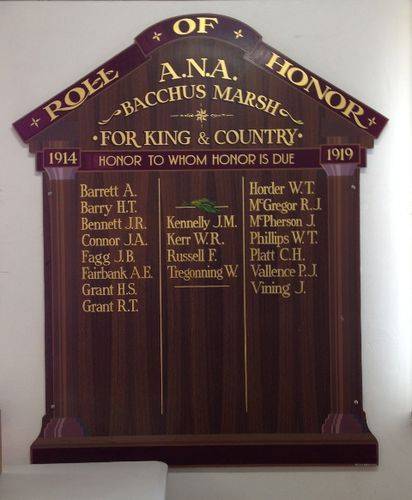 ROLL OF HONOR
A.N.A.
BACCHUS MARSH
FOR KING & COUNTRY
1914 HONOR TO WHOM HONOR IS DUE 1919
Barrett A.
Barry H.T.
Bennett J.R.
Connor J.A.
Fagg J.B.
Fairbank A.E.
Grant H.S.
Grant R.T.
Kennelly J.M.
Kerr W.R.
Russell F.
Tregonning W.
Horder W.T.
McGregor R.J.
McPherson J.
Phillips W.T.
Platt C.H.
Vallence P.J.
Vining J.